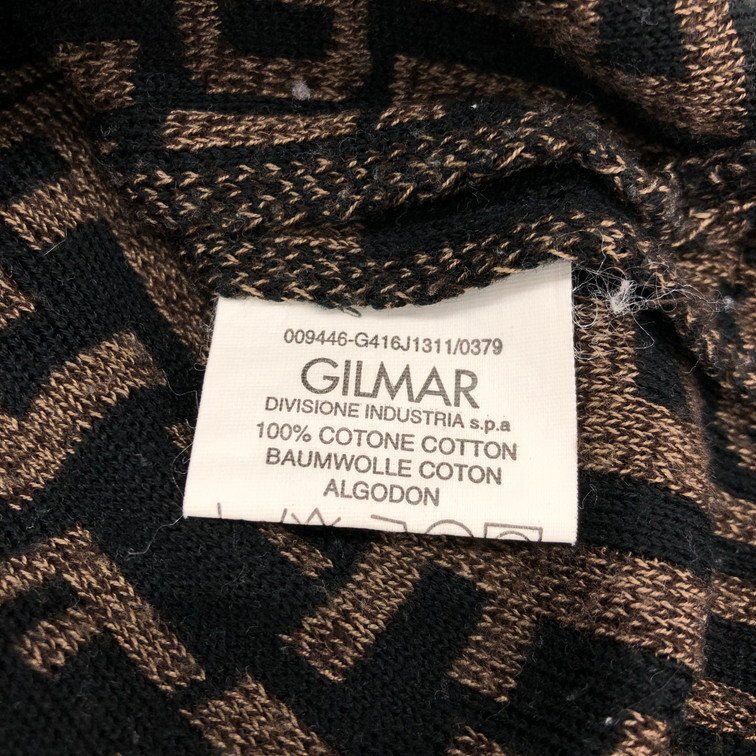 009446-G416J1311/0379
GILMAR
DIVISIONE INDUSTRIA s.p.a
100% COTONE COTTON
BAUMWOLLE COTON
ALGODON